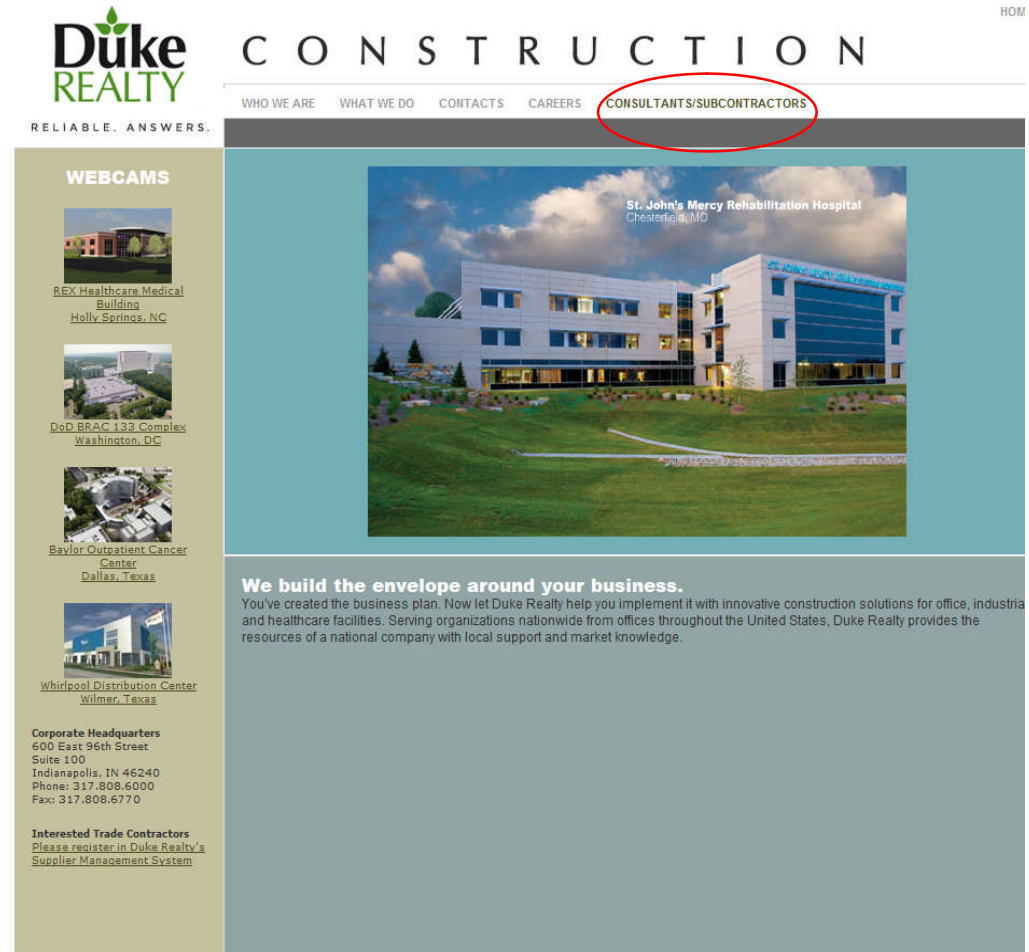 HOM
Duke
REALTY
RELIABLE. ANSWERS.
CONSTRUCTION
WHO WE ARE WHAT WE DO CONTACTS CAREERS CONSULTANTS/SUBCONTRACTORS
WEBCAMS
REX Healthcare Medical
Building
Holly Springs, NC
DoD BRAC 133 Complex
Washington, DC
Baylor Outpatient Cancer
Center
Dallas, Texas
Whirlpool Distribution Center
Wilmer, Texas
Corporate Headquarters
600 East 96th Street
Suite 100
Indianapolis, IN 46240
Phone: 317.808.6000
Fax: 317.808.6770
Interested Trade Contractors
Please register in Duke Realty's
Supplier Management System
St. John's Mercy Rehabilitation Hospital
Chesterfield, MO
ST. JOHN'S MERCY REHABILITATION HOSPITAL
We build the envelope around your business.
You've created the business plan. Now let Duke Realty help you implement it with innovative construction solutions for office, industria
and healthcare facilities. Serving organizations nationwide from offices throughout the United States, Duke Realty provides the
resources of a national company with local support and market knowledge.